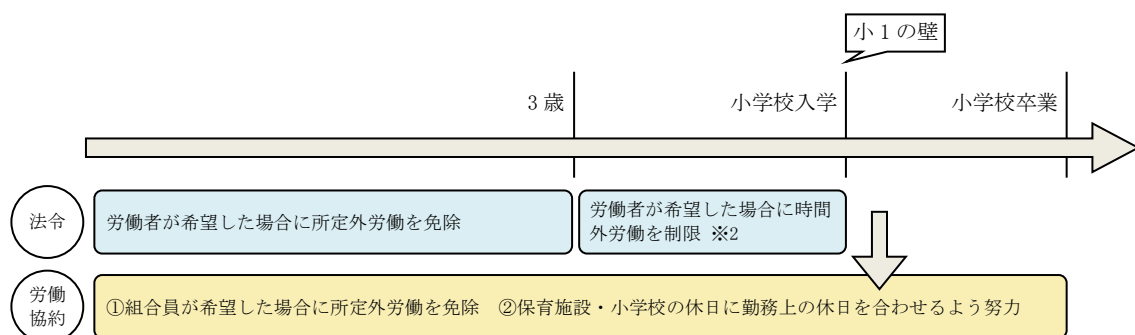 小1の壁
3歳
小学校入学
小学校卒業
法令
労働者が希望した場合に所定外労働を免除
労働者が希望した場合に時間
外労働を制限 ※2
労働
協約
①組合員が希望した場合に所定外労働を免除 ②保育施設・小学校の休日に勤務上の休日を合わせるよう努力